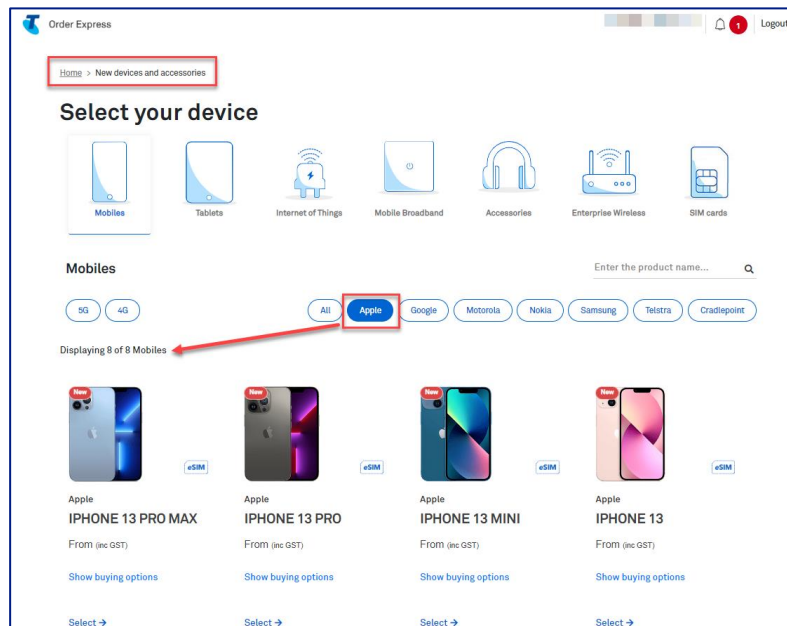 Order Express
1
Logout
Home > New devices and accessories
Select your device
Mobiles Tablets Internet of Things Mobile Broadband Accessories Enterprise Wireless SIM cards
Mobiles
Enter the product name...
5G 4G All Apple Google Motorola Nokia Samsung Telstra Cradlepoint
Displaying 8 of 8 Mobiles
New New New New
eSIM eSIM eSIM eSIM
Apple Apple Apple Apple
IPHONE 13 PRO MAX IPHONE 13 PRO IPHONE 13 MINI IPHONE 13
From (inc GST) From (inc GST) From (inc GST) From (inc GST)
Show buying options Show buying options Show buying options Show buying options
Select → Select → Select → Select →